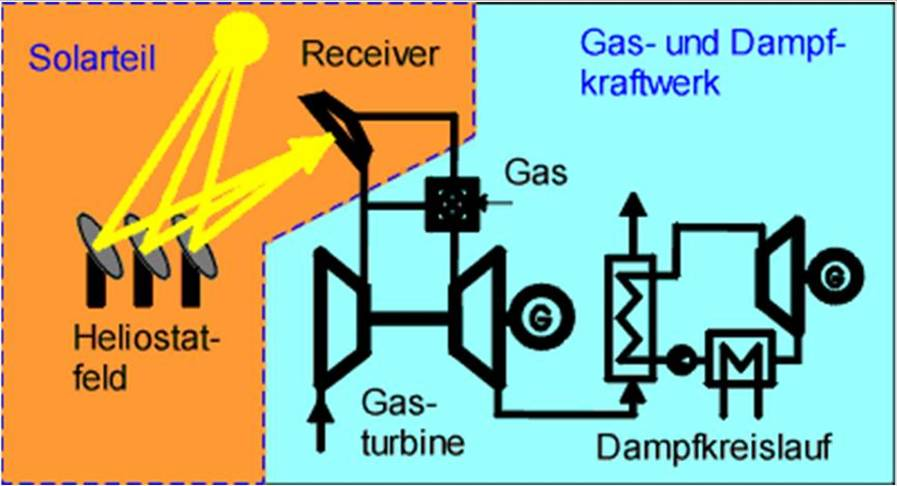 Solarteil
Receiver
Gas- und Dampf-
kraftwerk
Gas
G
G
Heliostat-
feld
Gas-
turbine
Dampfkreislauf